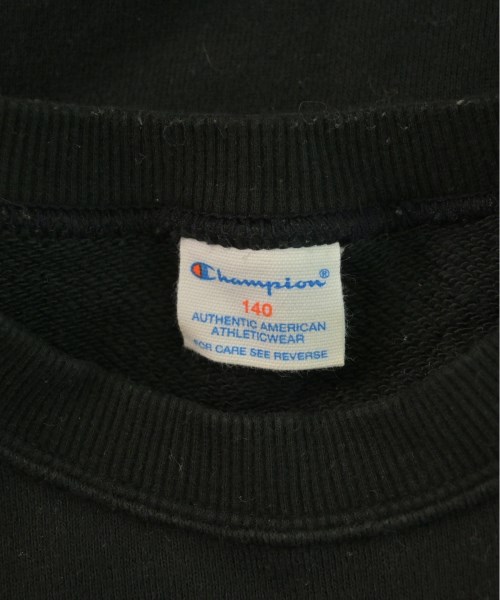 Champion®
140
AUTHENTIC AMERICAN
ATHLETICWEAR
FOR CARE SEE REVERSE